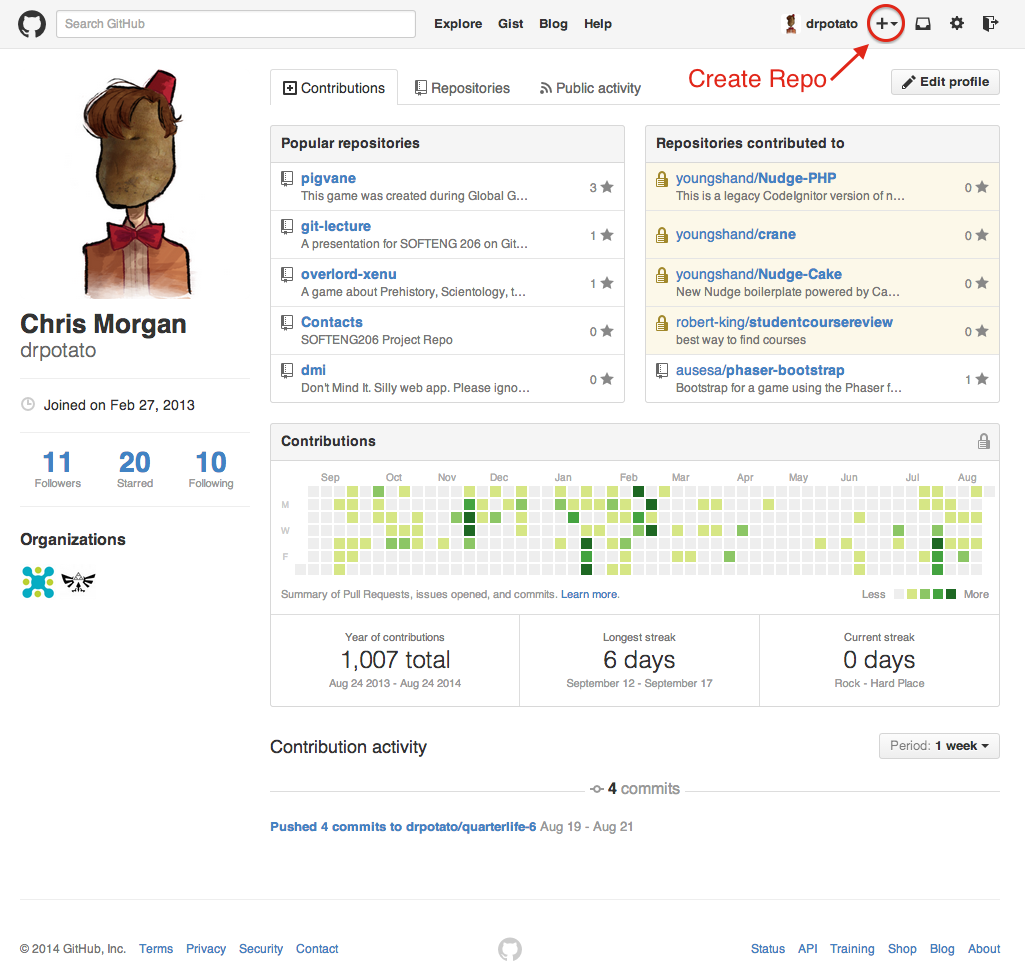 Search GitHub
Explore Gist Blog Help
drpotato
Create Repo
Contributions
Repositories
Public activity
Edit profile
Chris Morgan
drpotato
Joined on Feb 27, 2013
11 20 10
Followers Starred Following
Organizations
Popular repositories
pigvane
This game was created during Global G…
3
git-lecture
A presentation for SOFTENG 206 on Git…
1
overlord-xenu
A game about Prehistory, Scientology, t…
1
Contacts
SOFTENG206 Project Repo
0
dmi
Don't Mind It. Silly web app. Please igno…
0
Repositories contributed to
youngshand/Nudge-PHP
This is a legacy CodeIgnitor version of n…
0
youngshand/crane
0
youngshand/Nudge-Cake
New Nudge boilerplate powered by Ca…
0
robert-king/studentcoursereview
best way to find courses
0
ausesa/phaser-bootstrap
Bootstrap for a game using the Phaser f…
1
Contributions
Sep Oct Nov Dec Jan Feb Mar Apr May Jun Jul Aug
M
W
F
Summary of Pull Requests, issues opened, and commits. Learn more.
Less More
Year of contributions
1,007 total
Aug 24 2013 - Aug 24 2014
Longest streak
6 days
September 12 - September 17
Current streak
0 days
Rock - Hard Place
Contribution activity
Period: 1 week
4 commits
Pushed 4 commits to drpotato/quarterlife-6 Aug 19 - Aug 21
© 2014 GitHub, Inc. Terms Privacy Security Contact
Status API Training Shop Blog About